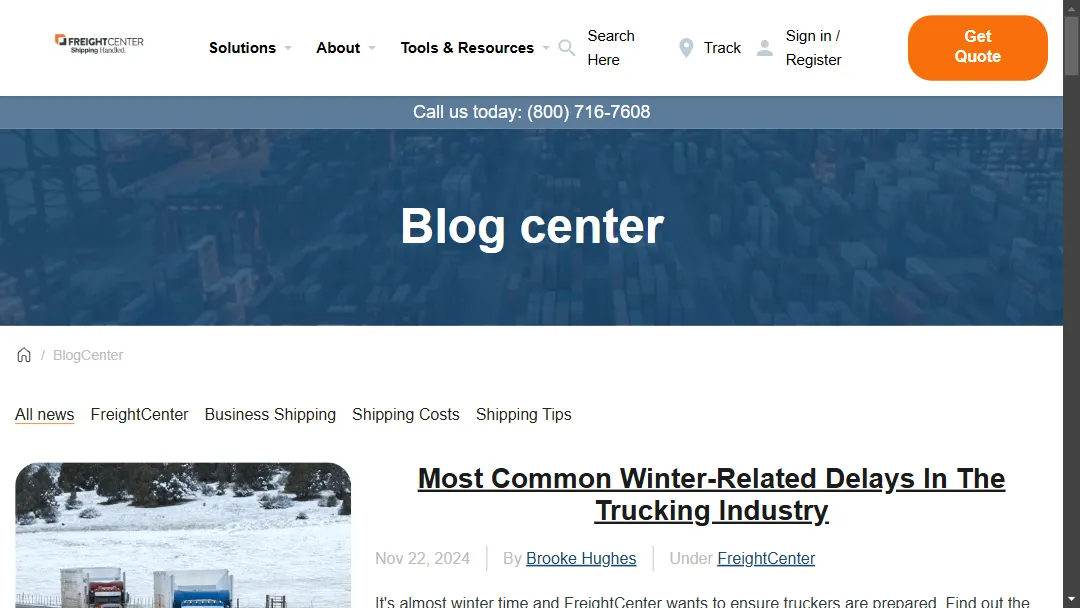 FREIGHTCENTER
Shipping Handled.
Solutions
About
Tools & Resources
Search
Here
Track
Sign in /
Register
Get
Quote
Call us today: (800) 716-7608
Blog center
/ BlogCenter
All news FreightCenter Business Shipping Shipping Costs Shipping Tips
Most Common Winter-Related Delays In The
Trucking Industry
Nov 22, 2024 By Brooke Hughes Under FreightCenter
It's almost winter time and FreightCenter wants to ensure truckers are prepared. Find out the